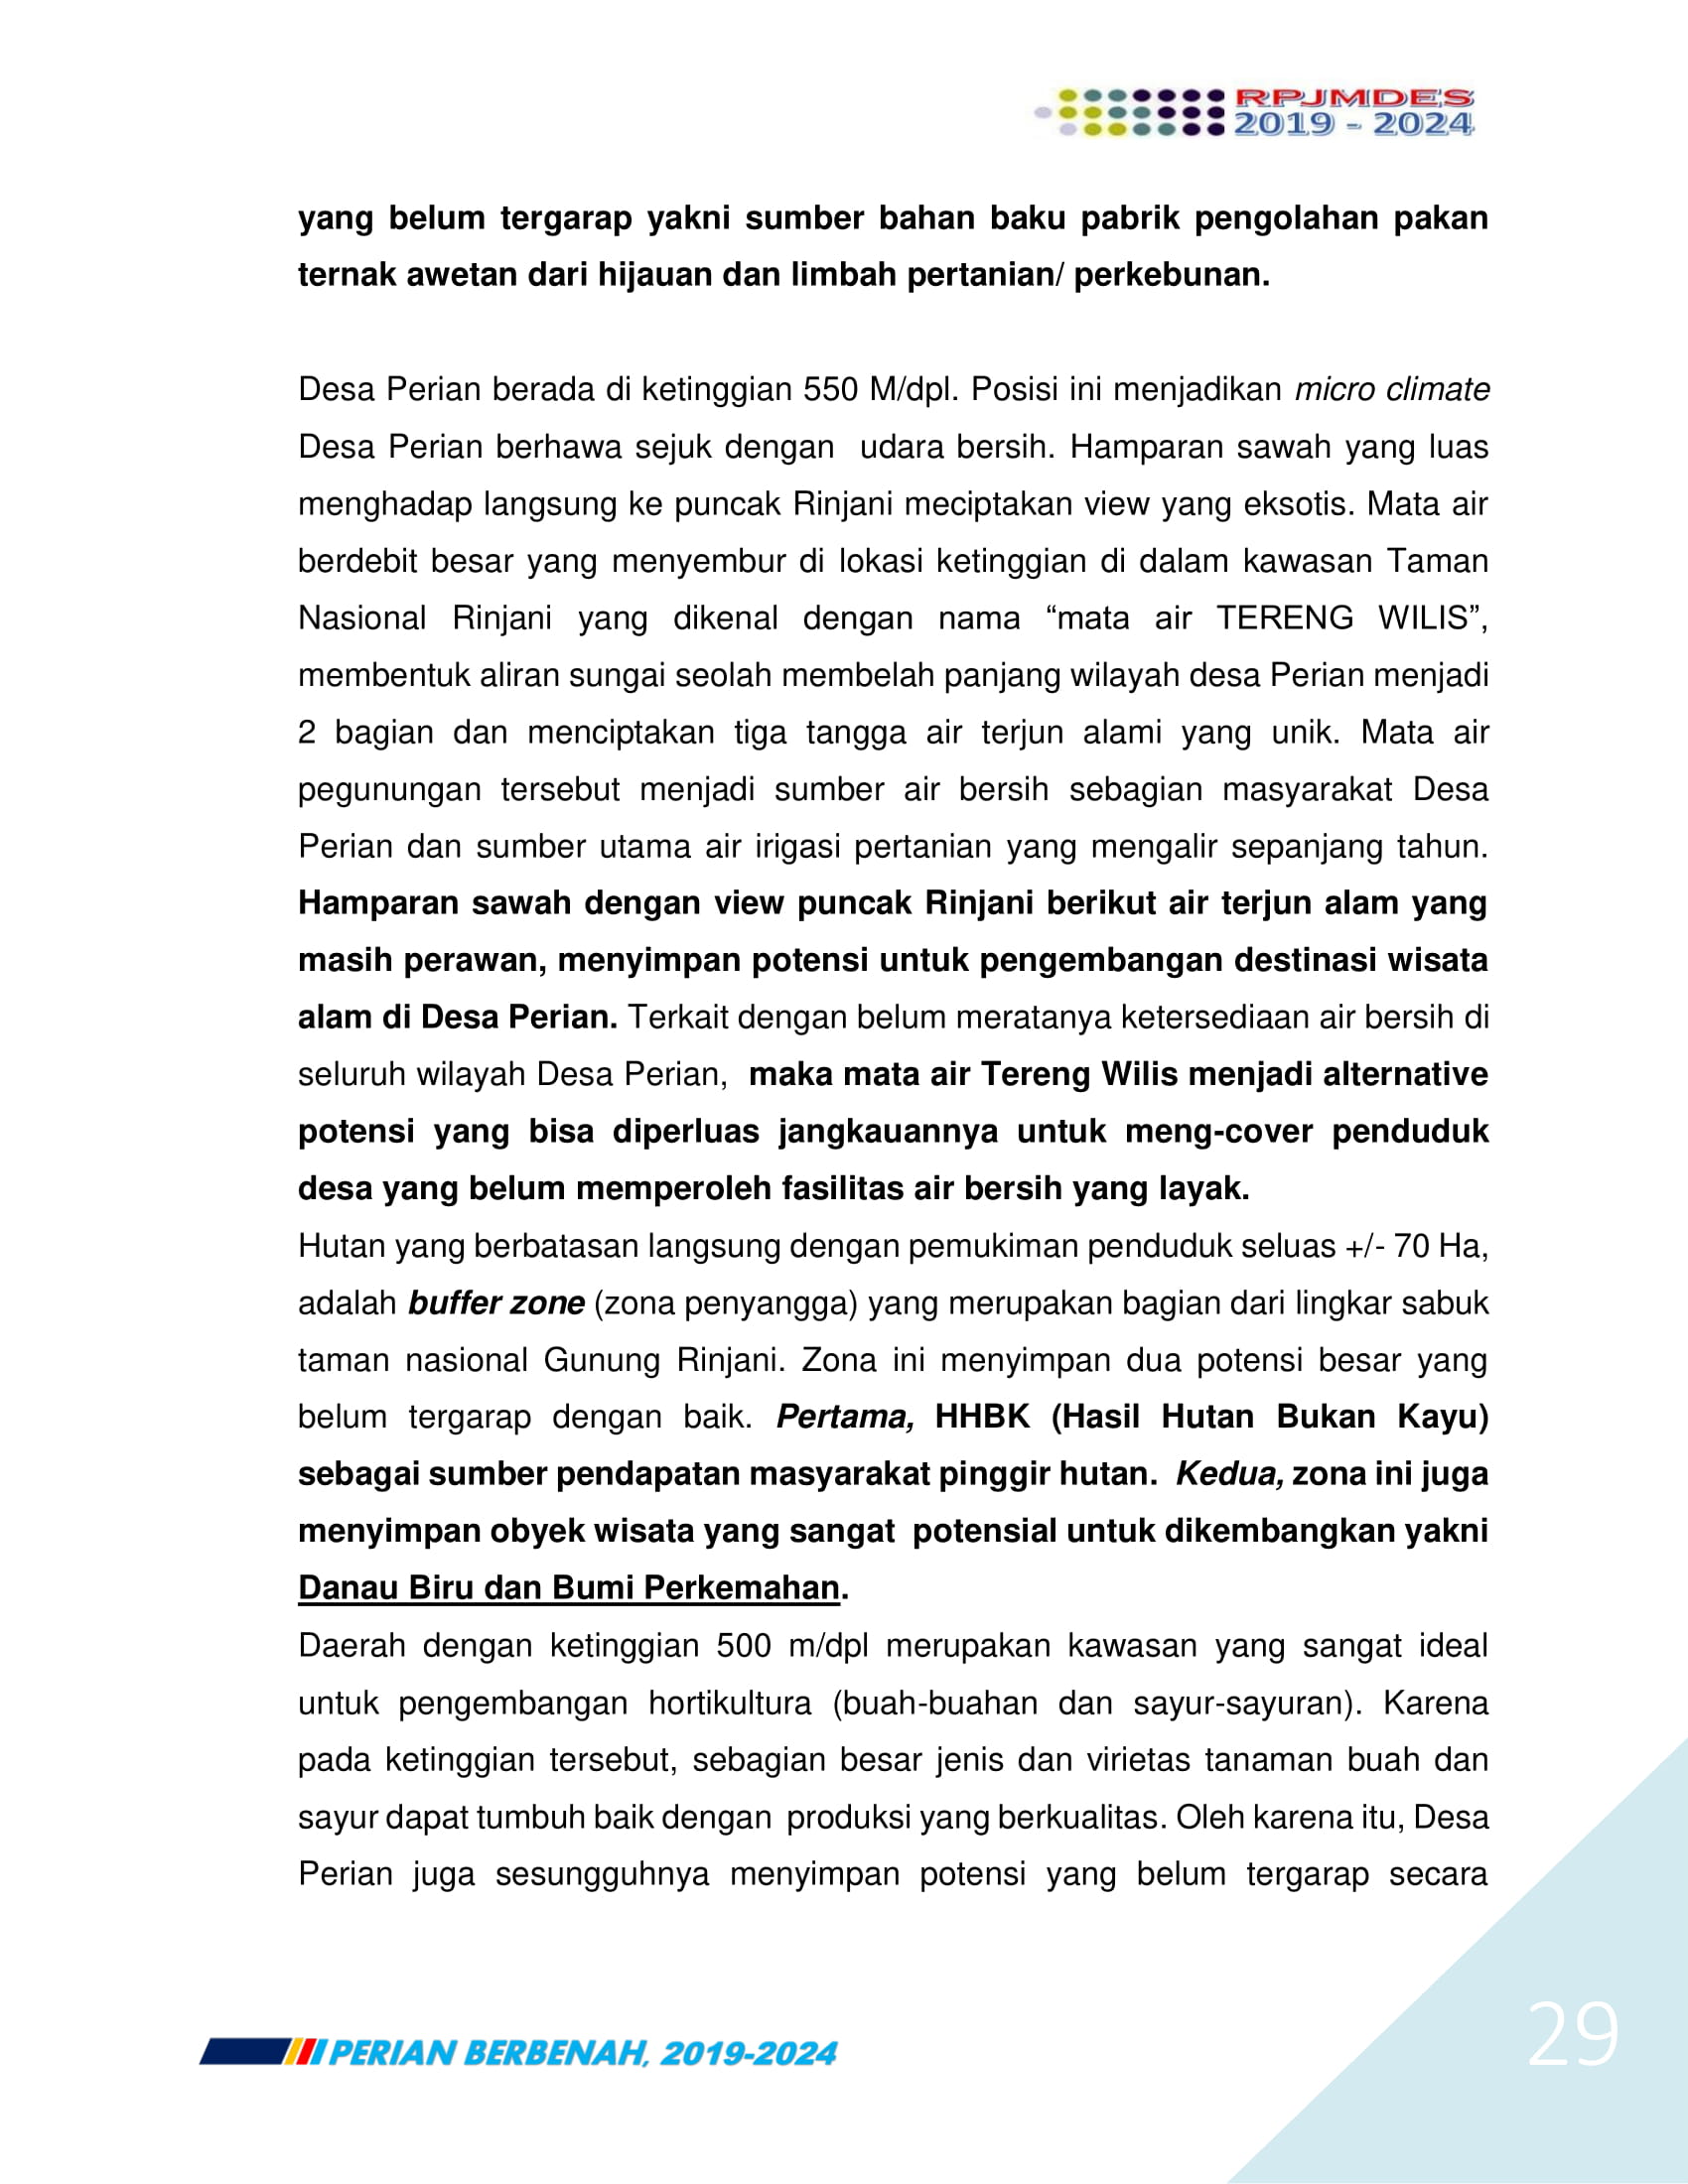 RPJMDES
2019 - 2024
yang belum tergarap yakni sumber bahan baku pabrik pengolahan pakan
ternak awetan dari hijauan dan limbah pertanian/ perkebunan.
Desa Perian berada di ketinggian 550 M/dpl. Posisi ini menjadikan micro climate
Desa Perian berhawa sejuk dengan udara bersih. Hamparan sawah yang luas
menghadap langsung ke puncak Rinjani meciptakan view yang eksotis. Mata air
berdebit besar yang menyembur di lokasi ketinggian di dalam kawasan Taman
Nasional Rinjani yang dikenal dengan nama “mata air TERENG WILIS”,
membentuk aliran sungai seolah membelah panjang wilayah desa Perian menjadi
2 bagian dan menciptakan tiga tangga air terjun alami yang unik. Mata air
pegunungan tersebut menjadi sumber air bersih sebagian masyarakat Desa
Perian dan sumber utama air irigasi pertanian yang mengalir sepanjang tahun.
Hamparan sawah dengan view puncak Rinjani berikut air terjun alam yang
masih perawan, menyimpan potensi untuk pengembangan destinasi wisata
alam di Desa Perian. Terkait dengan belum meratanya ketersediaan air bersih di
seluruh wilayah Desa Perian, maka mata air Tereng Wilis menjadi alternative
potensi yang bisa diperluas jangkauannya untuk meng-cover penduduk
desa yang belum memperoleh fasilitas air bersih yang layak.
Hutan yang berbatasan langsung dengan pemukiman penduduk seluas +/- 70 Ha,
adalah buffer zone (zona penyangga) yang merupakan bagian dari lingkar sabuk
taman nasional Gunung Rinjani. Zona ini menyimpan dua potensi besar yang
belum tergarap dengan baik. Pertama, HHBK (Hasil Hutan Bukan Kayu)
sebagai sumber pendapatan masyarakat pinggir hutan. Kedua, zona ini juga
menyimpan obyek wisata yang sangat potensial untuk dikembangkan yakni
Danau Biru dan Bumi Perkemahan.
Daerah dengan ketinggian 500 m/dpl merupakan kawasan yang sangat ideal
untuk pengembangan hortikultura (buah-buahan dan sayur-sayuran). Karena
pada ketinggian tersebut, sebagian besar jenis dan virietas tanaman buah dan
sayur dapat tumbuh baik dengan produksi yang berkualitas. Oleh karena itu, Desa
Perian juga sesungguhnya menyimpan potensi yang belum tergarap secara
29
PERIAN BERBENAH, 2019-2024